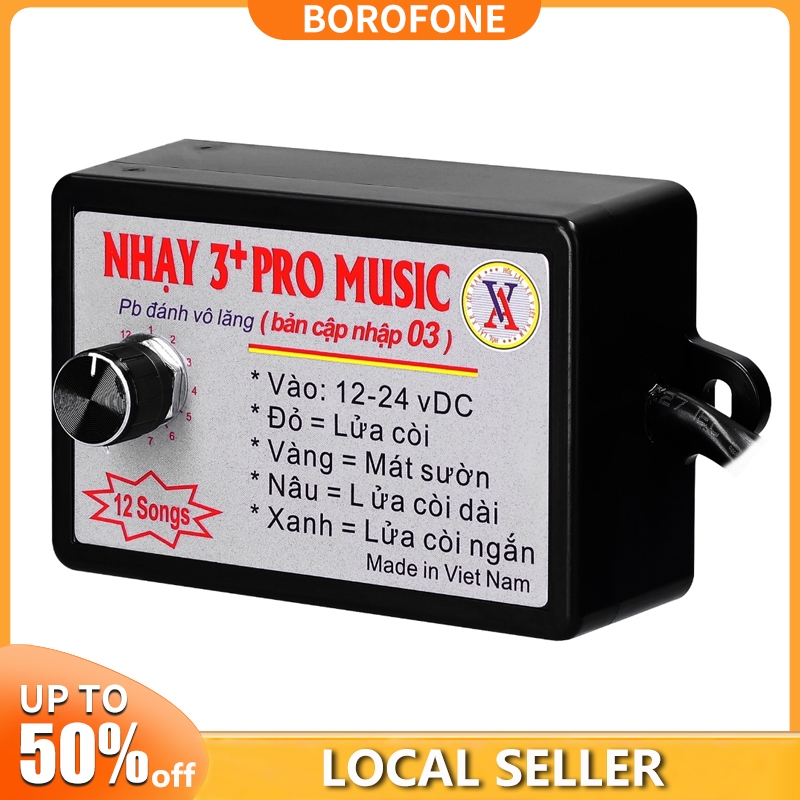 BOROFONE
NHẠY 3+ PRO MUSIC
Pb đánh vô lăng ( bản cập nhập 03 )
VA
12 1
2
3
4
5
6
7
* Vào: 12-24 vDC
* Đỏ = Lửa còi
* Vàng = Mát sườn
* Nâu = L ửa còi dài
* Xanh = Lửa còi ngắn
12 Songs
Made in Viet Nam
UP TO
50% off
LOCAL SELLER